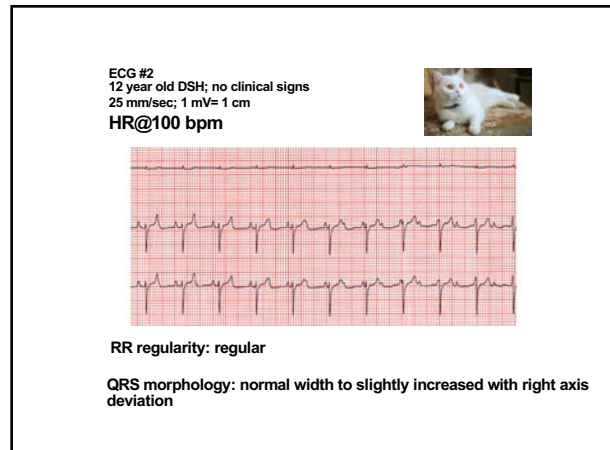 ECG #2
12 year old DSH; no clinical signs
25 mm/sec; 1 mV= 1 cm
HR@100 bpm
RR regularity: regular
QRS morphology: normal width to slightly increased with right axis
deviation